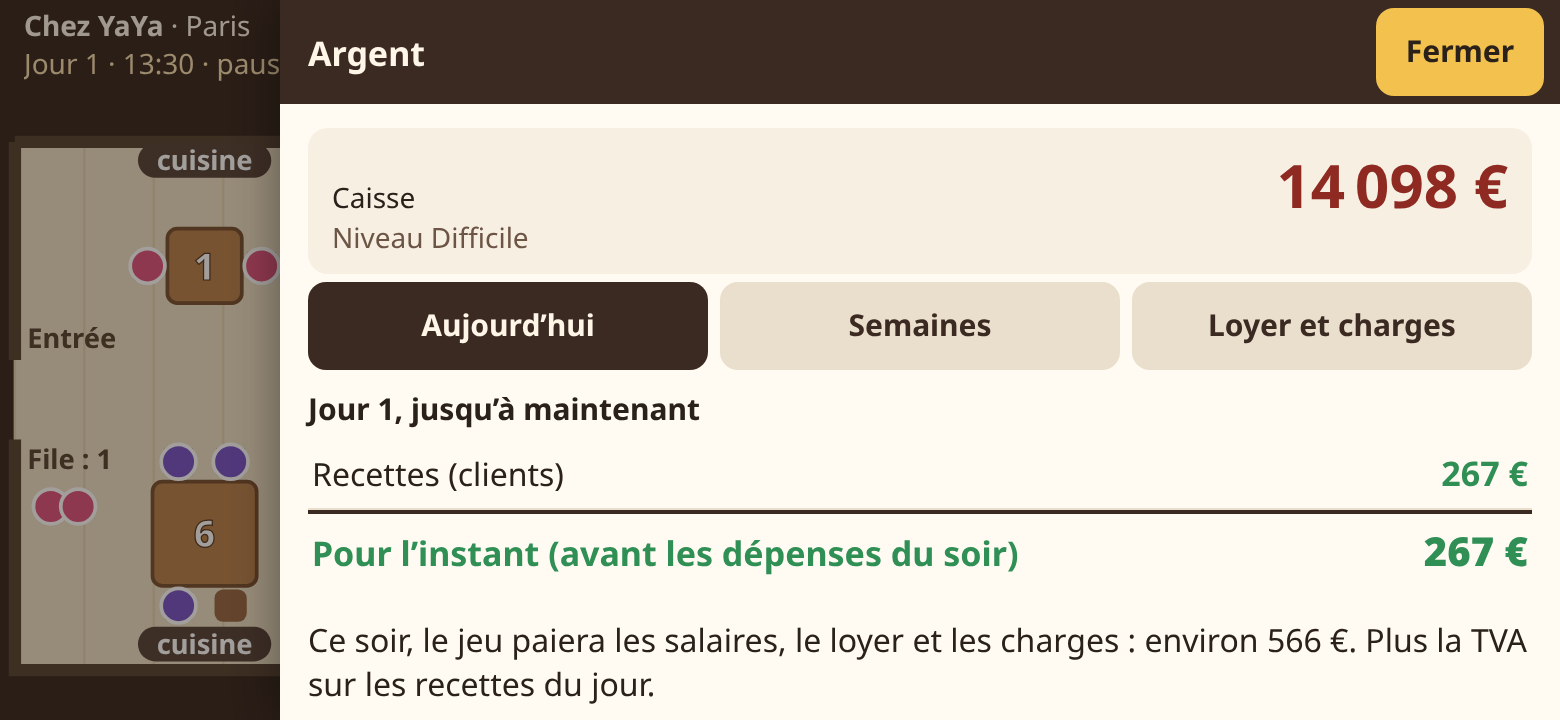 Chez YaYa · Paris
Jour 1 · 13:30 · paus
cuisine
1
Entrée
File : 1
6
cuisine
Argent
Fermer
Caisse
14 098 €
Niveau Difficile
Aujourd’hui
Semaines
Loyer et charges
Jour 1, jusqu’à maintenant
Recettes (clients)
267 €
Pour l’instant (avant les dépenses du soir)
267 €
Ce soir, le jeu paiera les salaires, le loyer et les charges : environ 566 €. Plus la TVA
sur les recettes du jour.